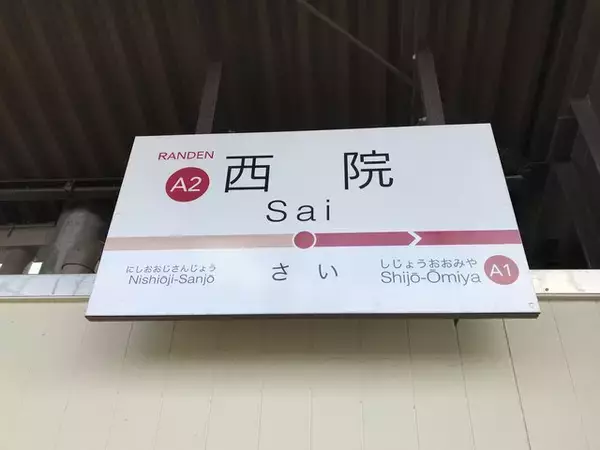 RANDEN
A2 西院
Sai
さい
にしおおじさんじょう
Nishiōji-Sanjō
しじょうおおみや
Shijō-Ōmiya A1